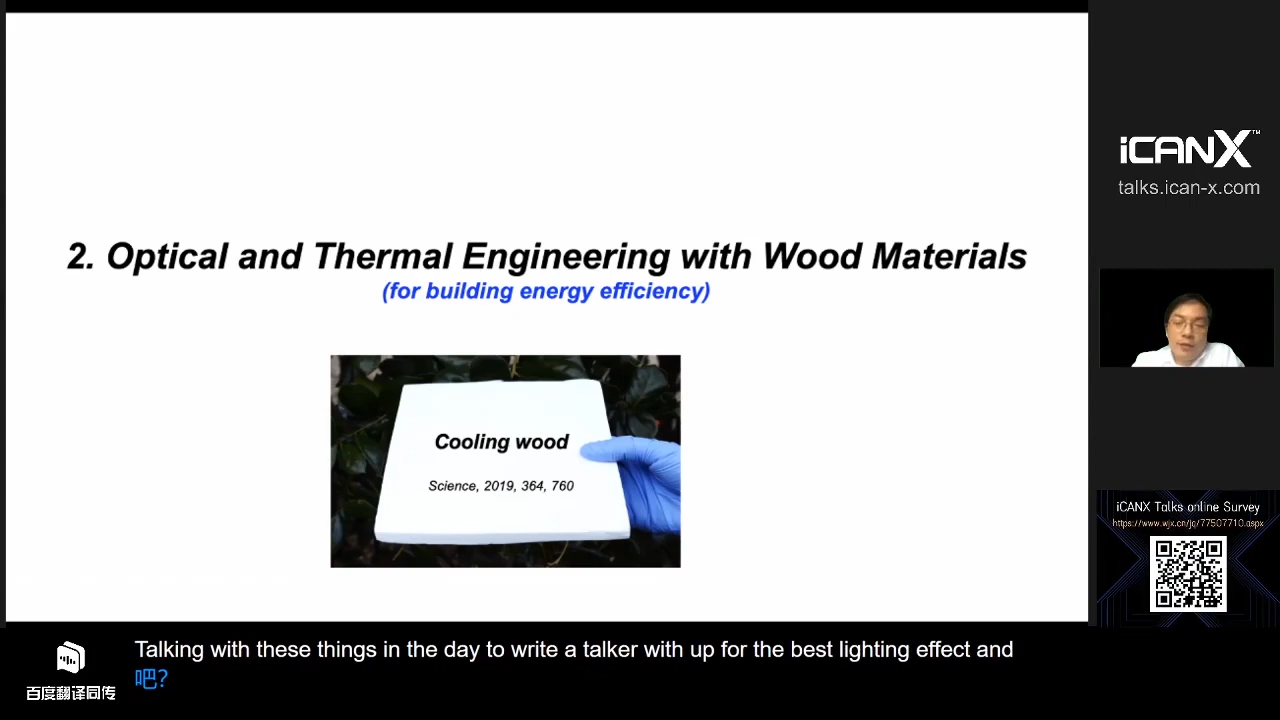 2. Optical and Thermal Engineering with Wood Materials
(for building energy efficiency)
Cooling wood
Science, 2019, 364, 760
iCANX™
talks.ican-x.com
iCANX Talks online Survey
https://www.wjx.cn/jq/77507710.aspx
Talking with these things in the day to write a talker with up for the best lighting effect and
吧?
百度翻译同传